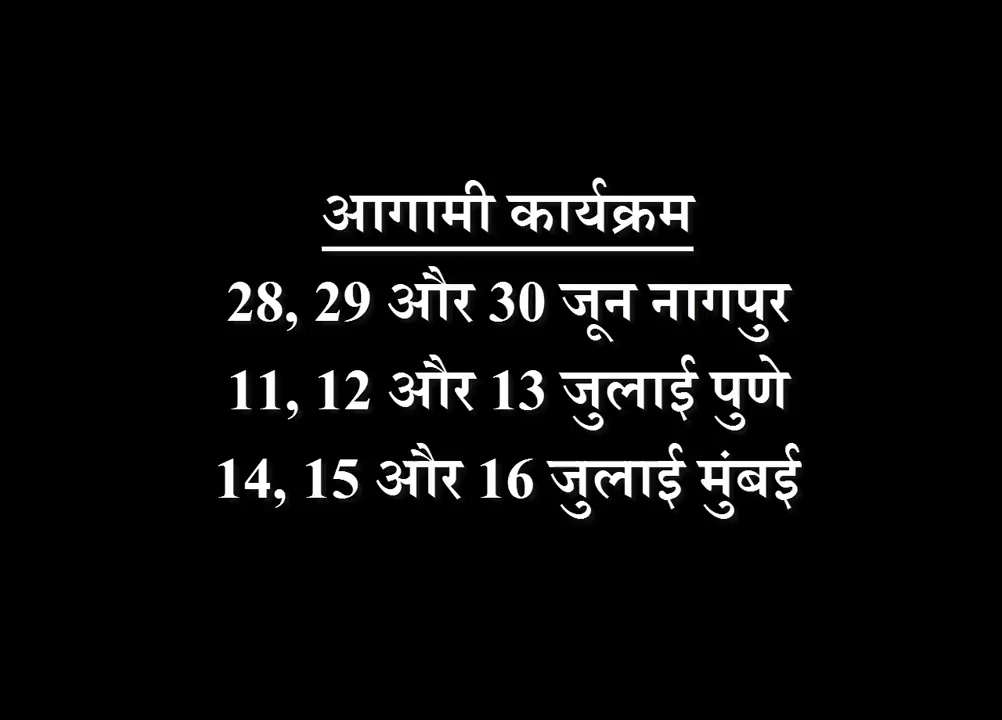 आगामी कार्यक्रम
28, 29 और 30 जून नागपुर
11, 12 और 13 जुलाई पुणे
14, 15 और 16 जुलाई मुंबई